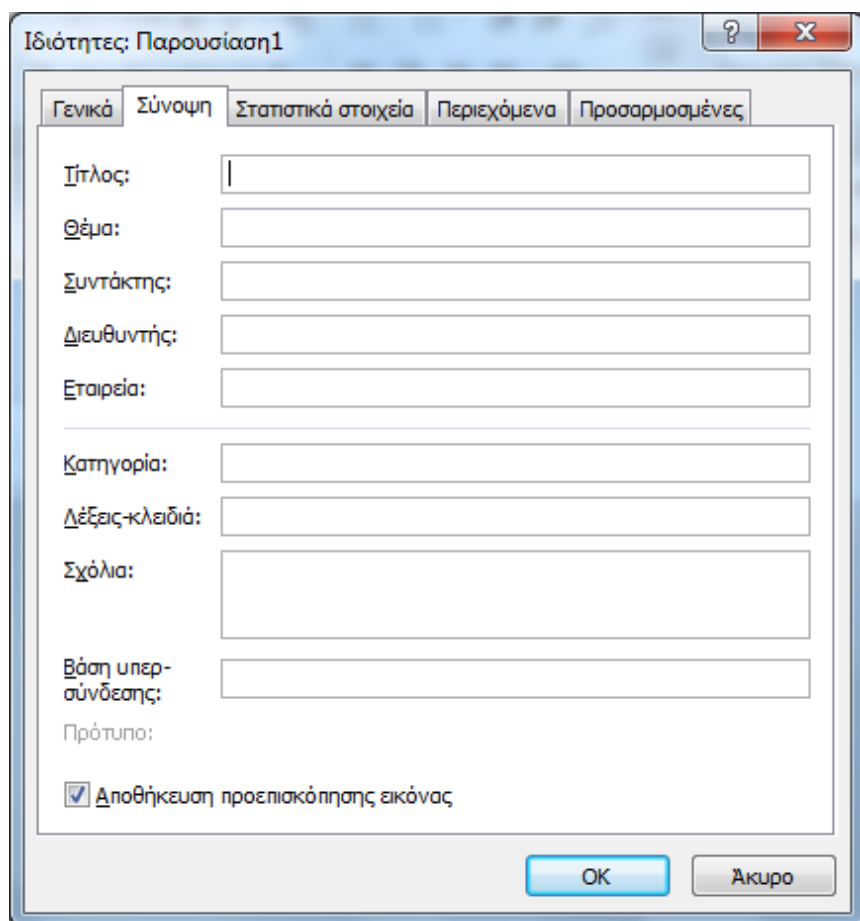 Ιδιότητες: Παρουσίαση1
Γενικά Σύνοψη Στατιστικά στοιχεία Περιεχόμενα Προσαρμοσμένες
Τίτλος:
Θέμα:
Συντάκτης:
Διευθυντής:
Εταιρεία:
Κατηγορία:
Λέξεις-κλειδιά:
Σχόλια:
Βάση υπερ-
σύνδεσης:
Πρότυπο:
Αποθήκευση προεπισκόπησης εικόνας
OK Άκυρο